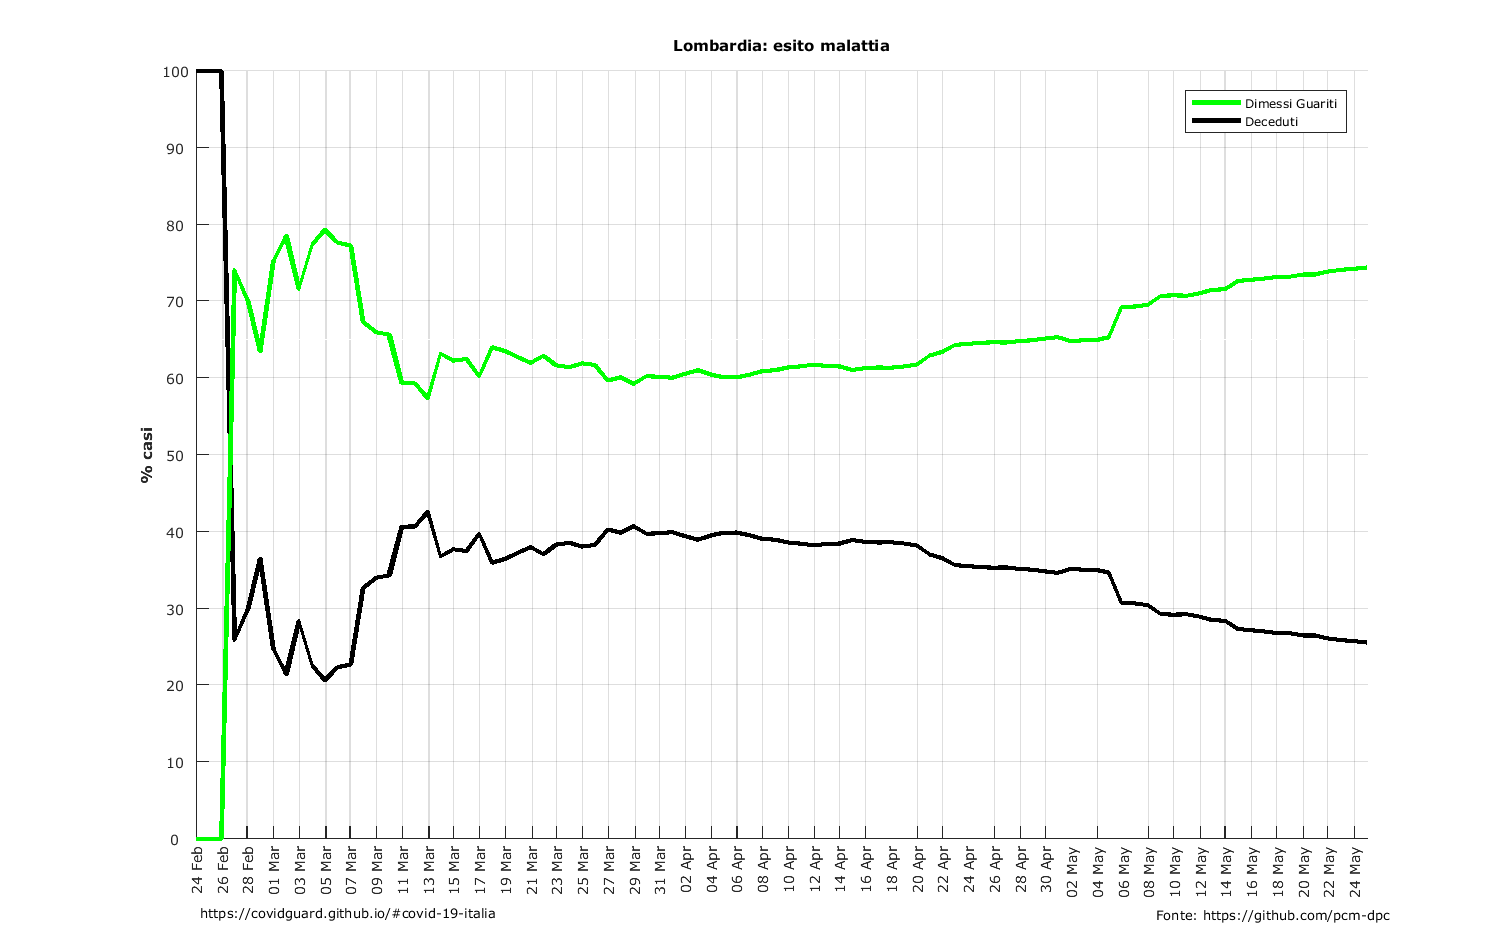 Lombardia: esito malattia
100
90
80
70
60
50
40
30
20
10
0
% casi
Dimessi Guariti
Deceduti
24 Feb
26 Feb
28 Feb
01 Mar
03 Mar
05 Mar
07 Mar
09 Mar
11 Mar
13 Mar
15 Mar
17 Mar
19 Mar
21 Mar
23 Mar
25 Mar
27 Mar
29 Mar
31 Mar
02 Apr
04 Apr
06 Apr
08 Apr
10 Apr
12 Apr
14 Apr
16 Apr
18 Apr
20 Apr
22 Apr
24 Apr
26 Apr
28 Apr
30 Apr
02 May
04 May
06 May
08 May
10 May
12 May
14 May
16 May
18 May
20 May
22 May
24 May
https://covidguard.github.io/#covid-19-italia
Fonte: https://github.com/pcm-dpc